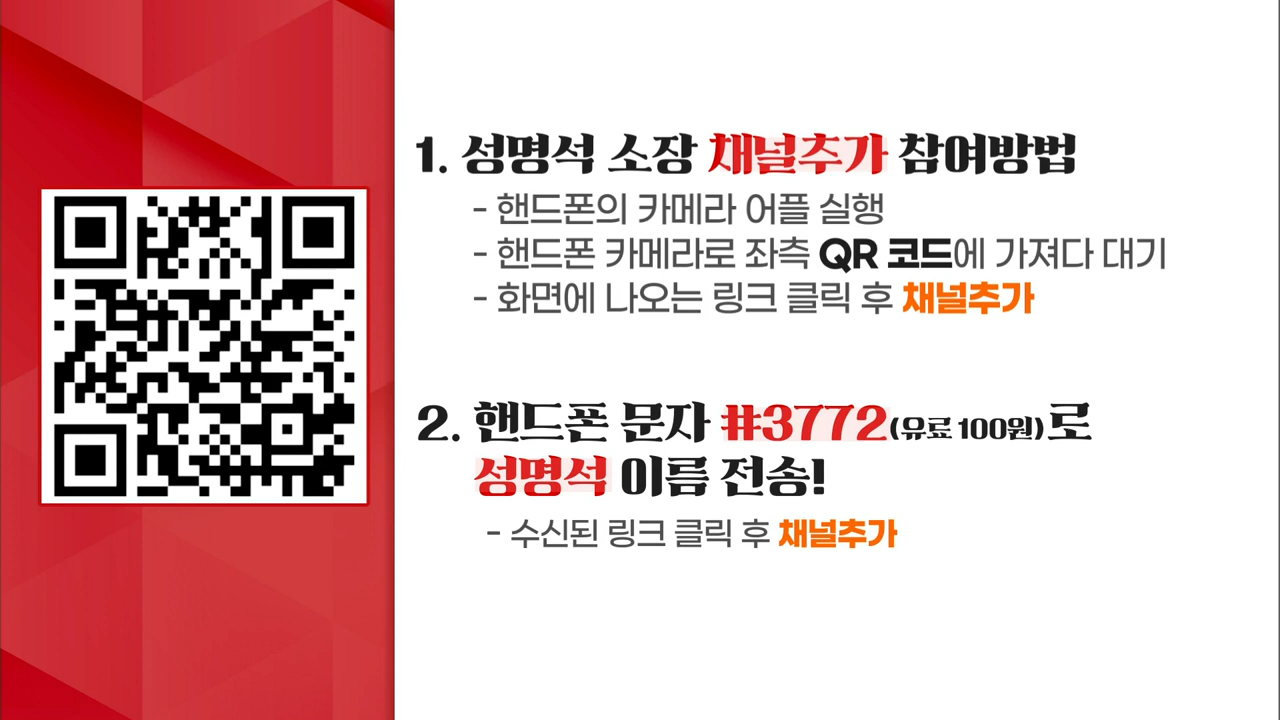 1. 성명석 소장 채널추가 참여방법
- 핸드폰의 카메라 어플 실행
- 핸드폰 카메라로 좌측 QR 코드에 가져다 대기
- 화면에 나오는 링크 클릭 후 채널추가
2. 핸드폰 문자 #3772(유료 100원)로
성명석 이름 전송!
- 수신된 링크 클릭 후 채널추가